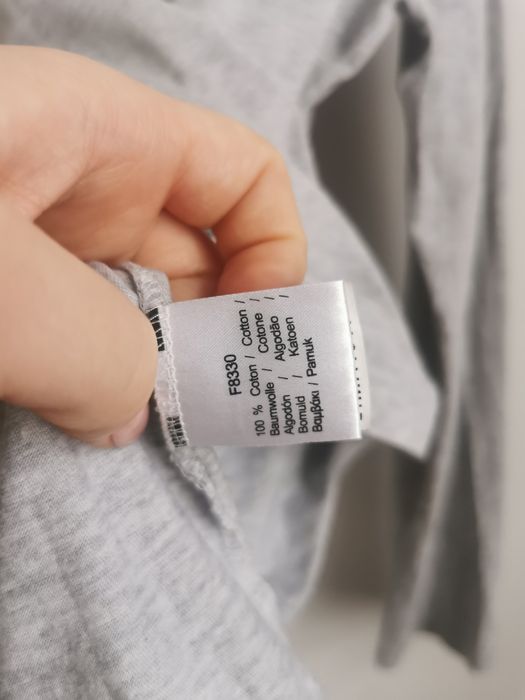 F8330
100 % Coton / Cotton /
Baumwolle / Cotone /
Algodón / Algodão /
Bomuld / Katoen
Βαμβάκι / Pamuk